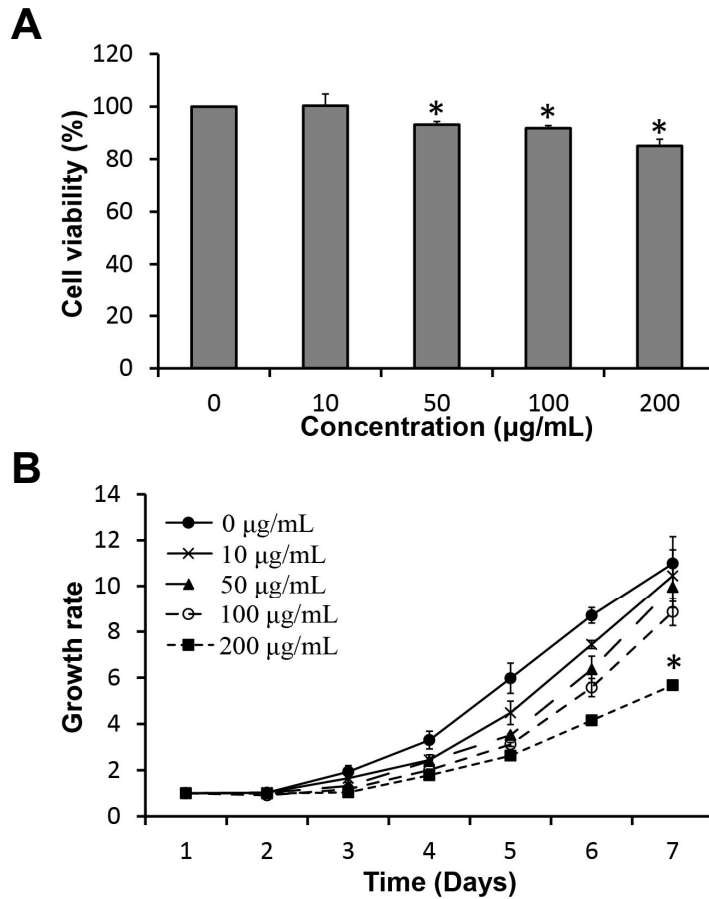 A
120
100
80
60
40
20
0
Cell viability (%)
* * *
0 10 50 100 200
Concentration (µg/mL)
B
14
12
10
8
6
4
2
0
Growth rate
0 µg/mL
10 µg/mL
50 µg/mL
100 µg/mL
200 µg/mL
*
1 2 3 4 5 6 7
Time (Days)